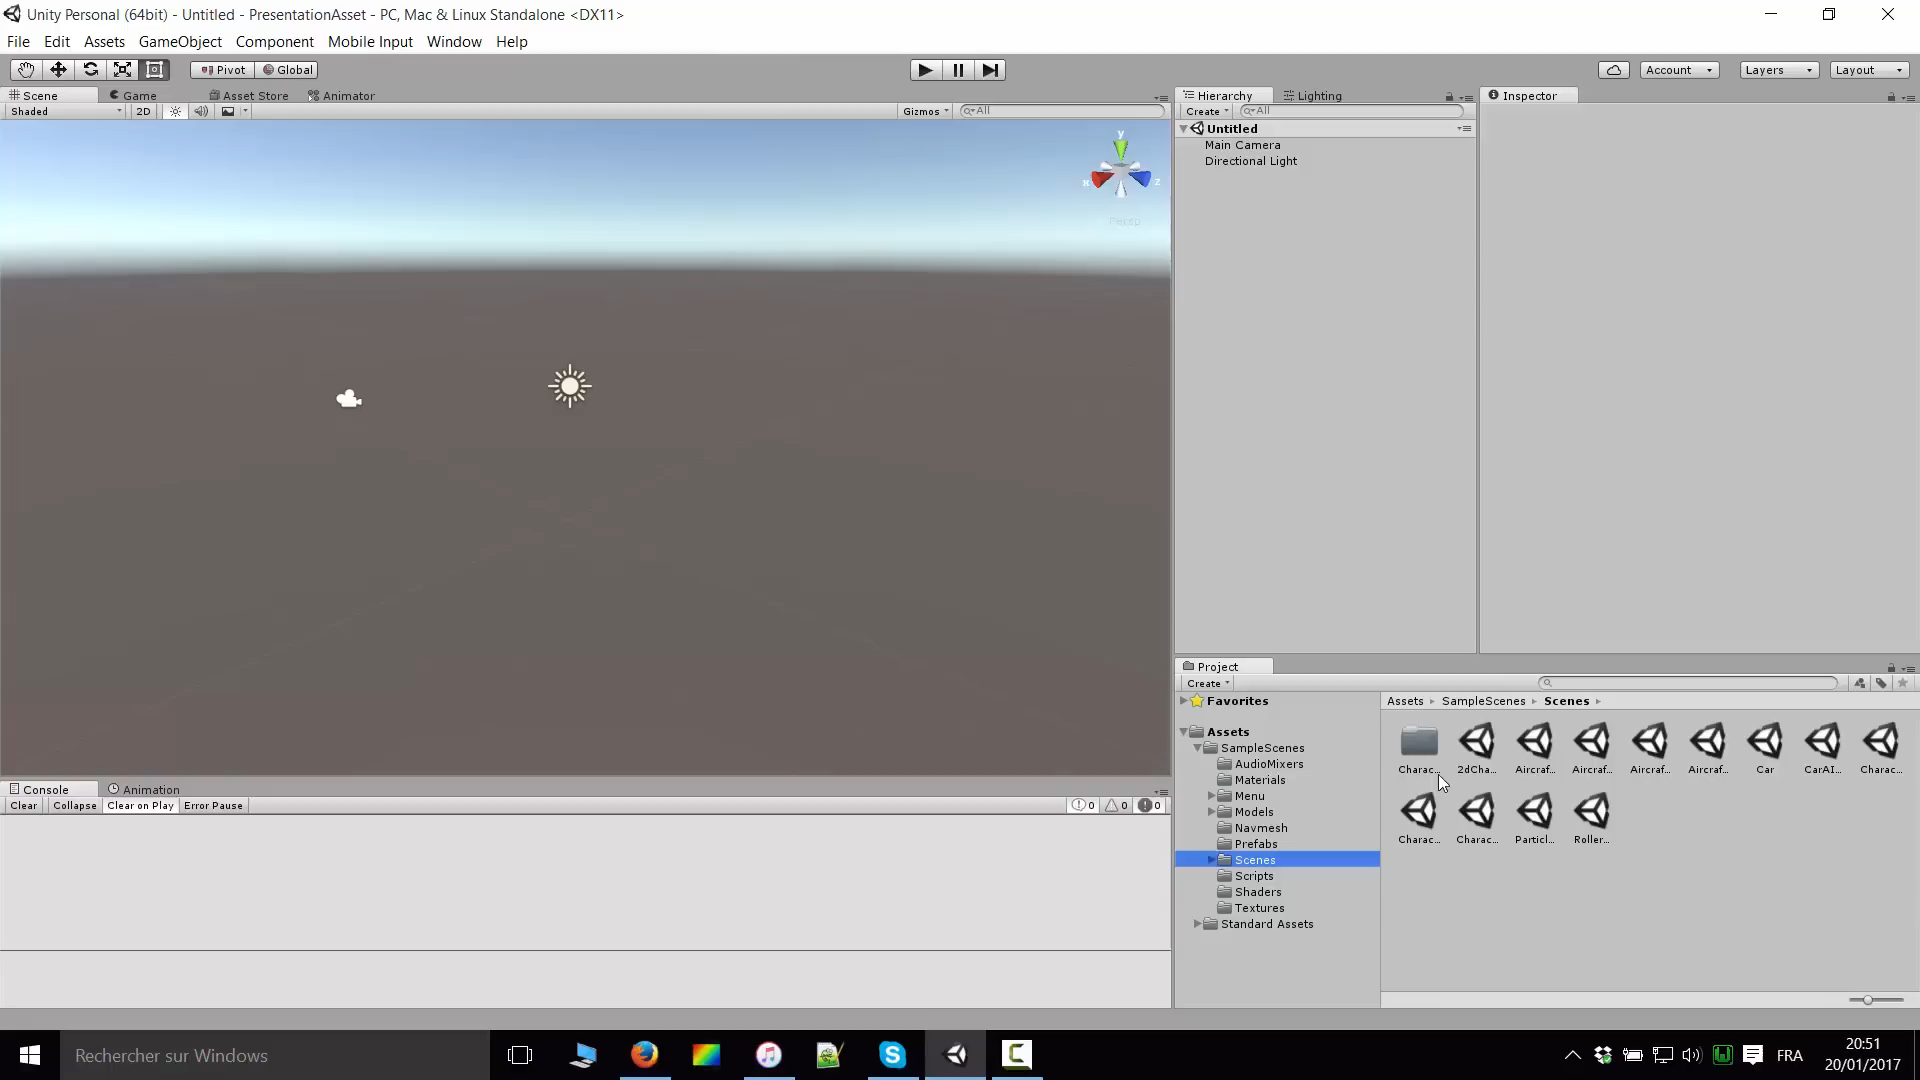 Unity Personal (64bit) - Untitled - PresentationAsset - PC, Mac & Linux Standalone <DX11>
File Edit Assets GameObject Component Mobile Input Window Help
Pivot Global Account Layers Layout
Scene Game Asset Store Animator
Shaded 2D Gizmos All
y
x z
Persp
Hierarchy Lighting
Create All
Untitled
Main Camera
Directional Light
Inspector
Project
Create
Favorites
Assets
SampleScenes
AudioMixers
Materials
Menu
Models
Navmesh
Prefabs
Scenes
Scripts
Shaders
Textures
Standard Assets
Assets SampleScenes Scenes
Charac... 2dCha... Aircraf... Aircraf... Aircraf... Aircraf... Car CarAI... Charac...
Charac... Charac... Particl... Roller...
Console Animation
Clear Collapse Clear on Play Error Pause 0 0 0
Rechercher sur Windows
FRA
20:51
20/01/2017